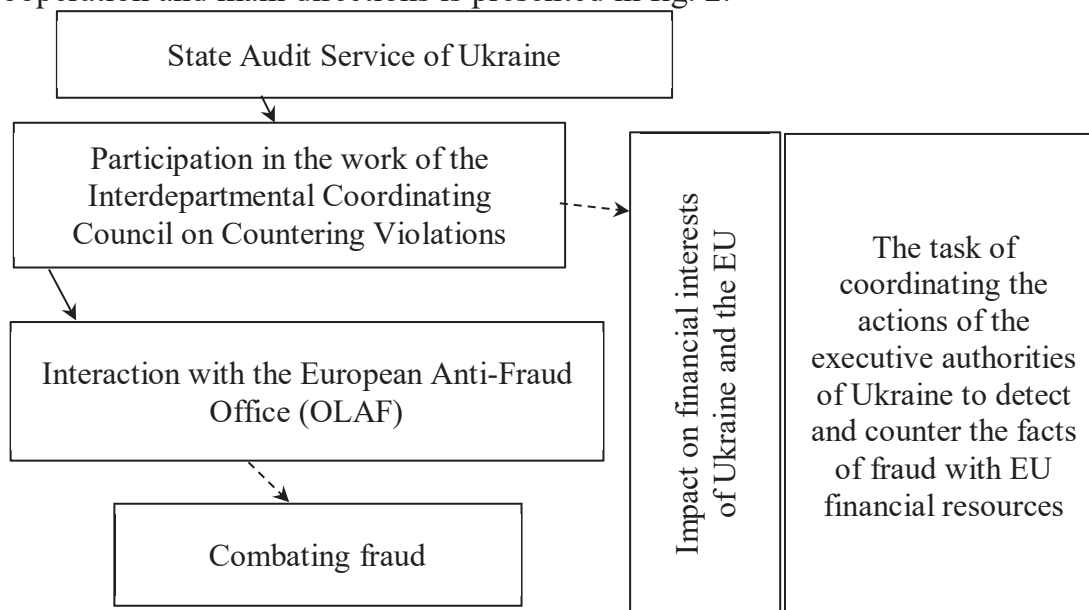 ooperation and main directions is presented in fig. 2.
State Audit Service of Ukraine
Participation in the work of the
Interdepartmental Coordinating
Council on Countering Violations
Interaction with the European Anti-Fraud
Office (OLAF)
Combating fraud
Impact on financial interests
of Ukraine and the EU
The task of
coordinating the
actions of the
executive authorities
of Ukraine to detect
and counter the facts
of fraud with EU
financial resources